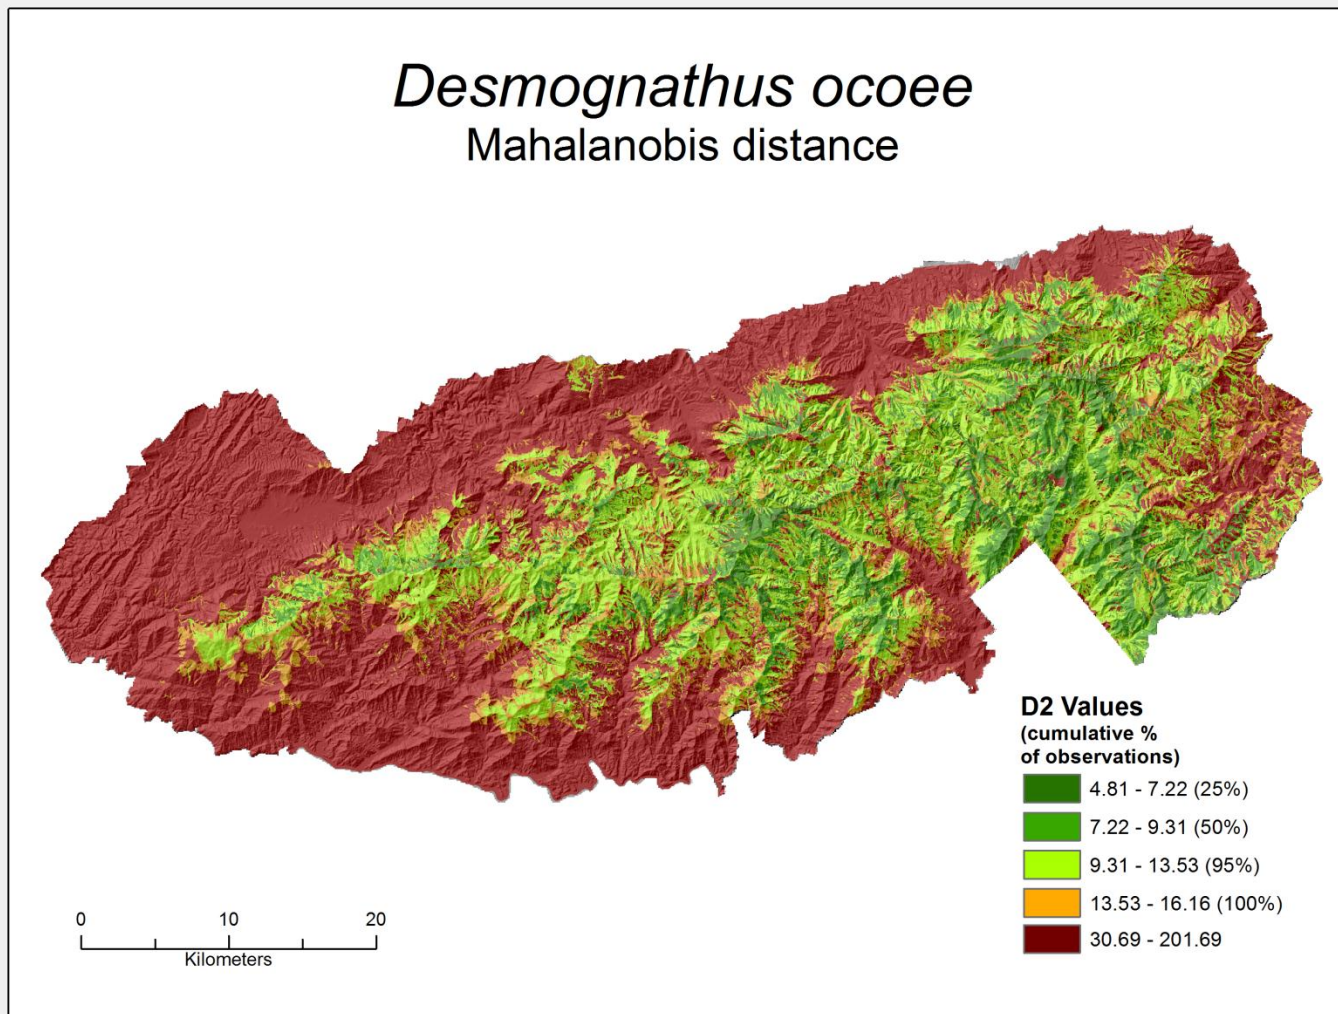 Desmognathus ocoee
Mahalanobis distance
D2 Values
(cumulative %
of observations)
4.81 - 7.22 (25%)
7.22 - 9.31 (50%)
9.31 - 13.53 (95%)
13.53 - 16.16 (100%)
30.69 - 201.69
0 10 20
Kilometers